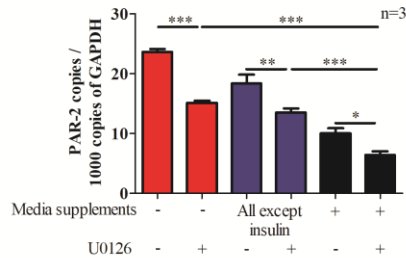 *** *** n=3
** ***
*
PAR-2 copies /
1000 copies of GAPDH
30
20
10
0
Media supplements - - All except + +
insulin
U0126 - + - + - +